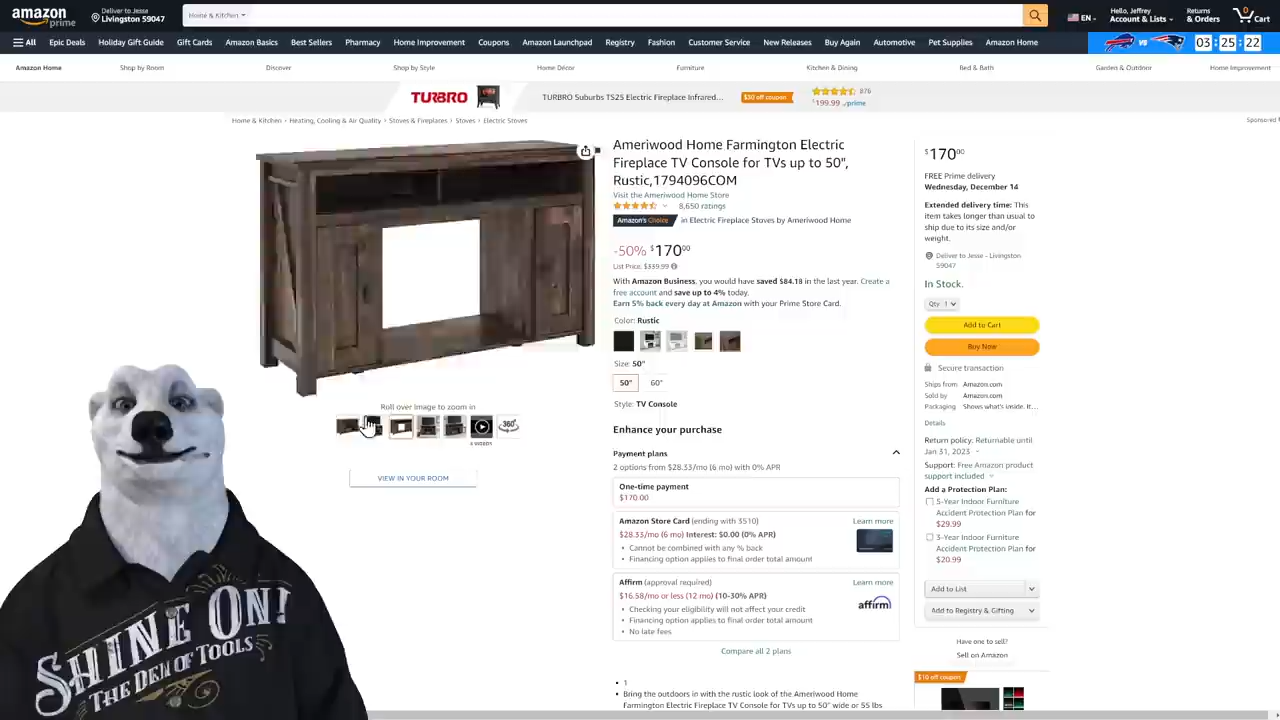 amazon
prime
Deliver to Jesse
Livingston 59047
Home & Kitchen
EN
Hello, Jess
Account & Lists
Returns
& Orders
0
Cart
All
Epic Deals
Holiday Gift Guide
Gift Cards
Amazon Basics
Best Sellers
Pharmacy
Home Improvement
Coupons
Amazon Launchpad
Registry
Fashion
Customer Service
New Releases
Buy Again
Automotive
Pet Supplies
Amazon Home
VS
03:25:22
Amazon Home
Shop by Room
Discover
Shop by Style
Home Décor
Furniture
Kitchen & Dining
Bed & Bath
Garden & Outdoor
Home Improvement
TURBRO
TURBRO Suburbs TS25 Electric Fireplace Infrared...
$30 off coupon
876
$199.99 prime
Home & Kitchen › Heating, Cooling & Air Quality › Stoves & Fireplaces › Stoves › Electric Stoves
Sponsored
Roll over image to zoom in
4 VIDEOS
360°
VIEW IN YOUR ROOM
ON!
OF TOOLS
Ameriwood Home Farmington Electric
Fireplace TV Console for TVs up to 50",
Rustic,1794096COM
Visit the Ameriwood Home Store
8,650 ratings
Amazon's Choice in Electric Fireplace Stoves by Ameriwood Home
-50% $17000
List Price: $339.99
With Amazon Business, you would have saved $84.18 in the last year. Create a
free account and save up to 4% today.
Earn 5% back every day at Amazon with your Prime Store Card.
Color: Rustic
Size: 50"
50"
60"
Style: TV Console
Enhance your purchase
Payment plans
2 options from $28.33/mo (6 mo) with 0% APR
One-time payment
$170.00
Amazon Store Card (ending with 3510)
Learn more
$28.33/mo (6 mo) Interest: $0.00 (0% APR)
• Cannot be combined with any % back
• Financing option applies to final order total amount
Affirm (approval required)
Learn more
$16.58/mo or less (12 mo) (10-30% APR)
affirm
• Checking your eligibility will not affect your credit
• Financing option applies to final order total amount
• No late fees
Compare all 2 plans
• 1
• Bring the outdoors in with the rustic look of the Ameriwood Home
Farmington Electric Fireplace TV Console for TVs up to 50" wide or 55 lbs
$17000
FREE Prime delivery
Wednesday, December 14
Extended delivery time: This
item takes longer than usual to
ship due to its size and/or
weight.
Deliver to Jesse - Livingston
59047
In Stock.
Qty: 1
Add to Cart
Buy Now
Secure transaction
Ships from Amazon.com
Sold by Amazon.com
Packaging Shows what's inside. It...
Details
Return policy: Returnable until
Jan 31, 2023
Support: Free Amazon product
support included
Add a Protection Plan:
5-Year Indoor Furniture
Accident Protection Plan for
$29.99
3-Year Indoor Furniture
Accident Protection Plan for
$20.99
Add to List
Add to Registry & Gifting
Have one to sell?
Sell on Amazon
$10 off coupon